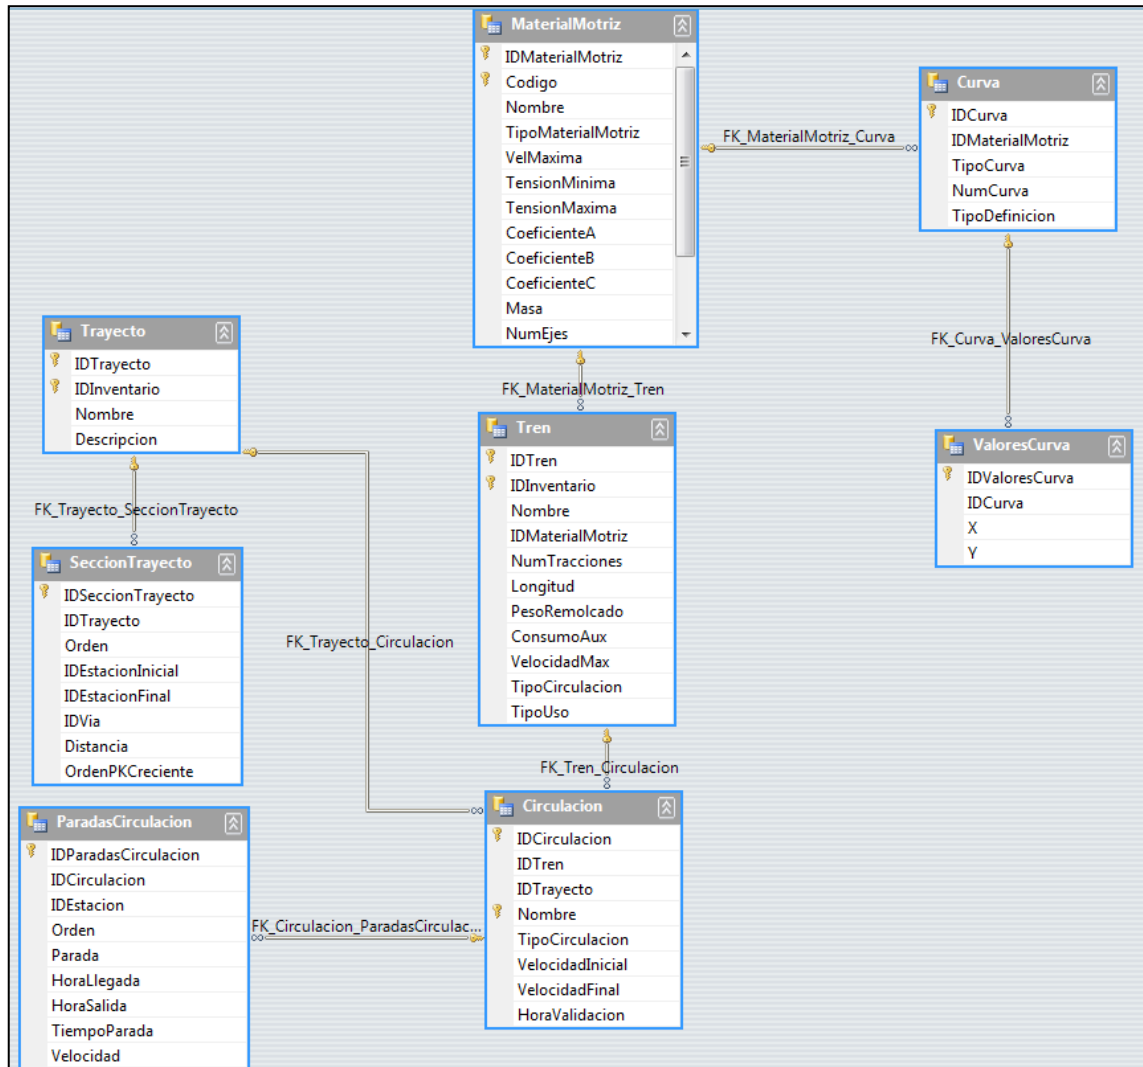 MaterialMotriz
IDMaterialMotriz
Codigo
Nombre
TipoMaterialMotriz
VelMaxima
TensionMinima
TensionMaxima
CoeficienteA
CoeficienteB
CoeficienteC
Masa
NumEjes
FK_MaterialMotriz_Curva
Curva
IDCurva
IDMaterialMotriz
TipoCurva
NumCurva
TipoDefinicion
FK_Curva_ValoresCurva
ValoresCurva
IDValoresCurva
IDCurva
X
Y
FK_MaterialMotriz_Tren
Tren
IDTren
IDInventario
Nombre
IDMaterialMotriz
NumTracciones
Longitud
PesoRemolcado
ConsumoAux
VelocidadMax
TipoCirculacion
TipoUso
Trayecto
IDTrayecto
IDInventario
Nombre
Descripcion
FK_Trayecto_SeccionTrayecto
SeccionTrayecto
IDSeccionTrayecto
IDTrayecto
Orden
IDEstacionInicial
IDEstacionFinal
IDVia
Distancia
OrdenPKCreciente
FK_Trayecto_Circulacion
FK_Tren_Circulacion
Circulacion
IDCirculacion
IDTren
IDTrayecto
Nombre
TipoCirculacion
VelocidadInicial
VelocidadFinal
HoraValidacion
FK_Circulacion_ParadasCirculac...
ParadasCirculacion
IDParadasCirculacion
IDCirculacion
IDEstacion
Orden
Parada
HoraLlegada
HoraSalida
TiempoParada
Velocidad